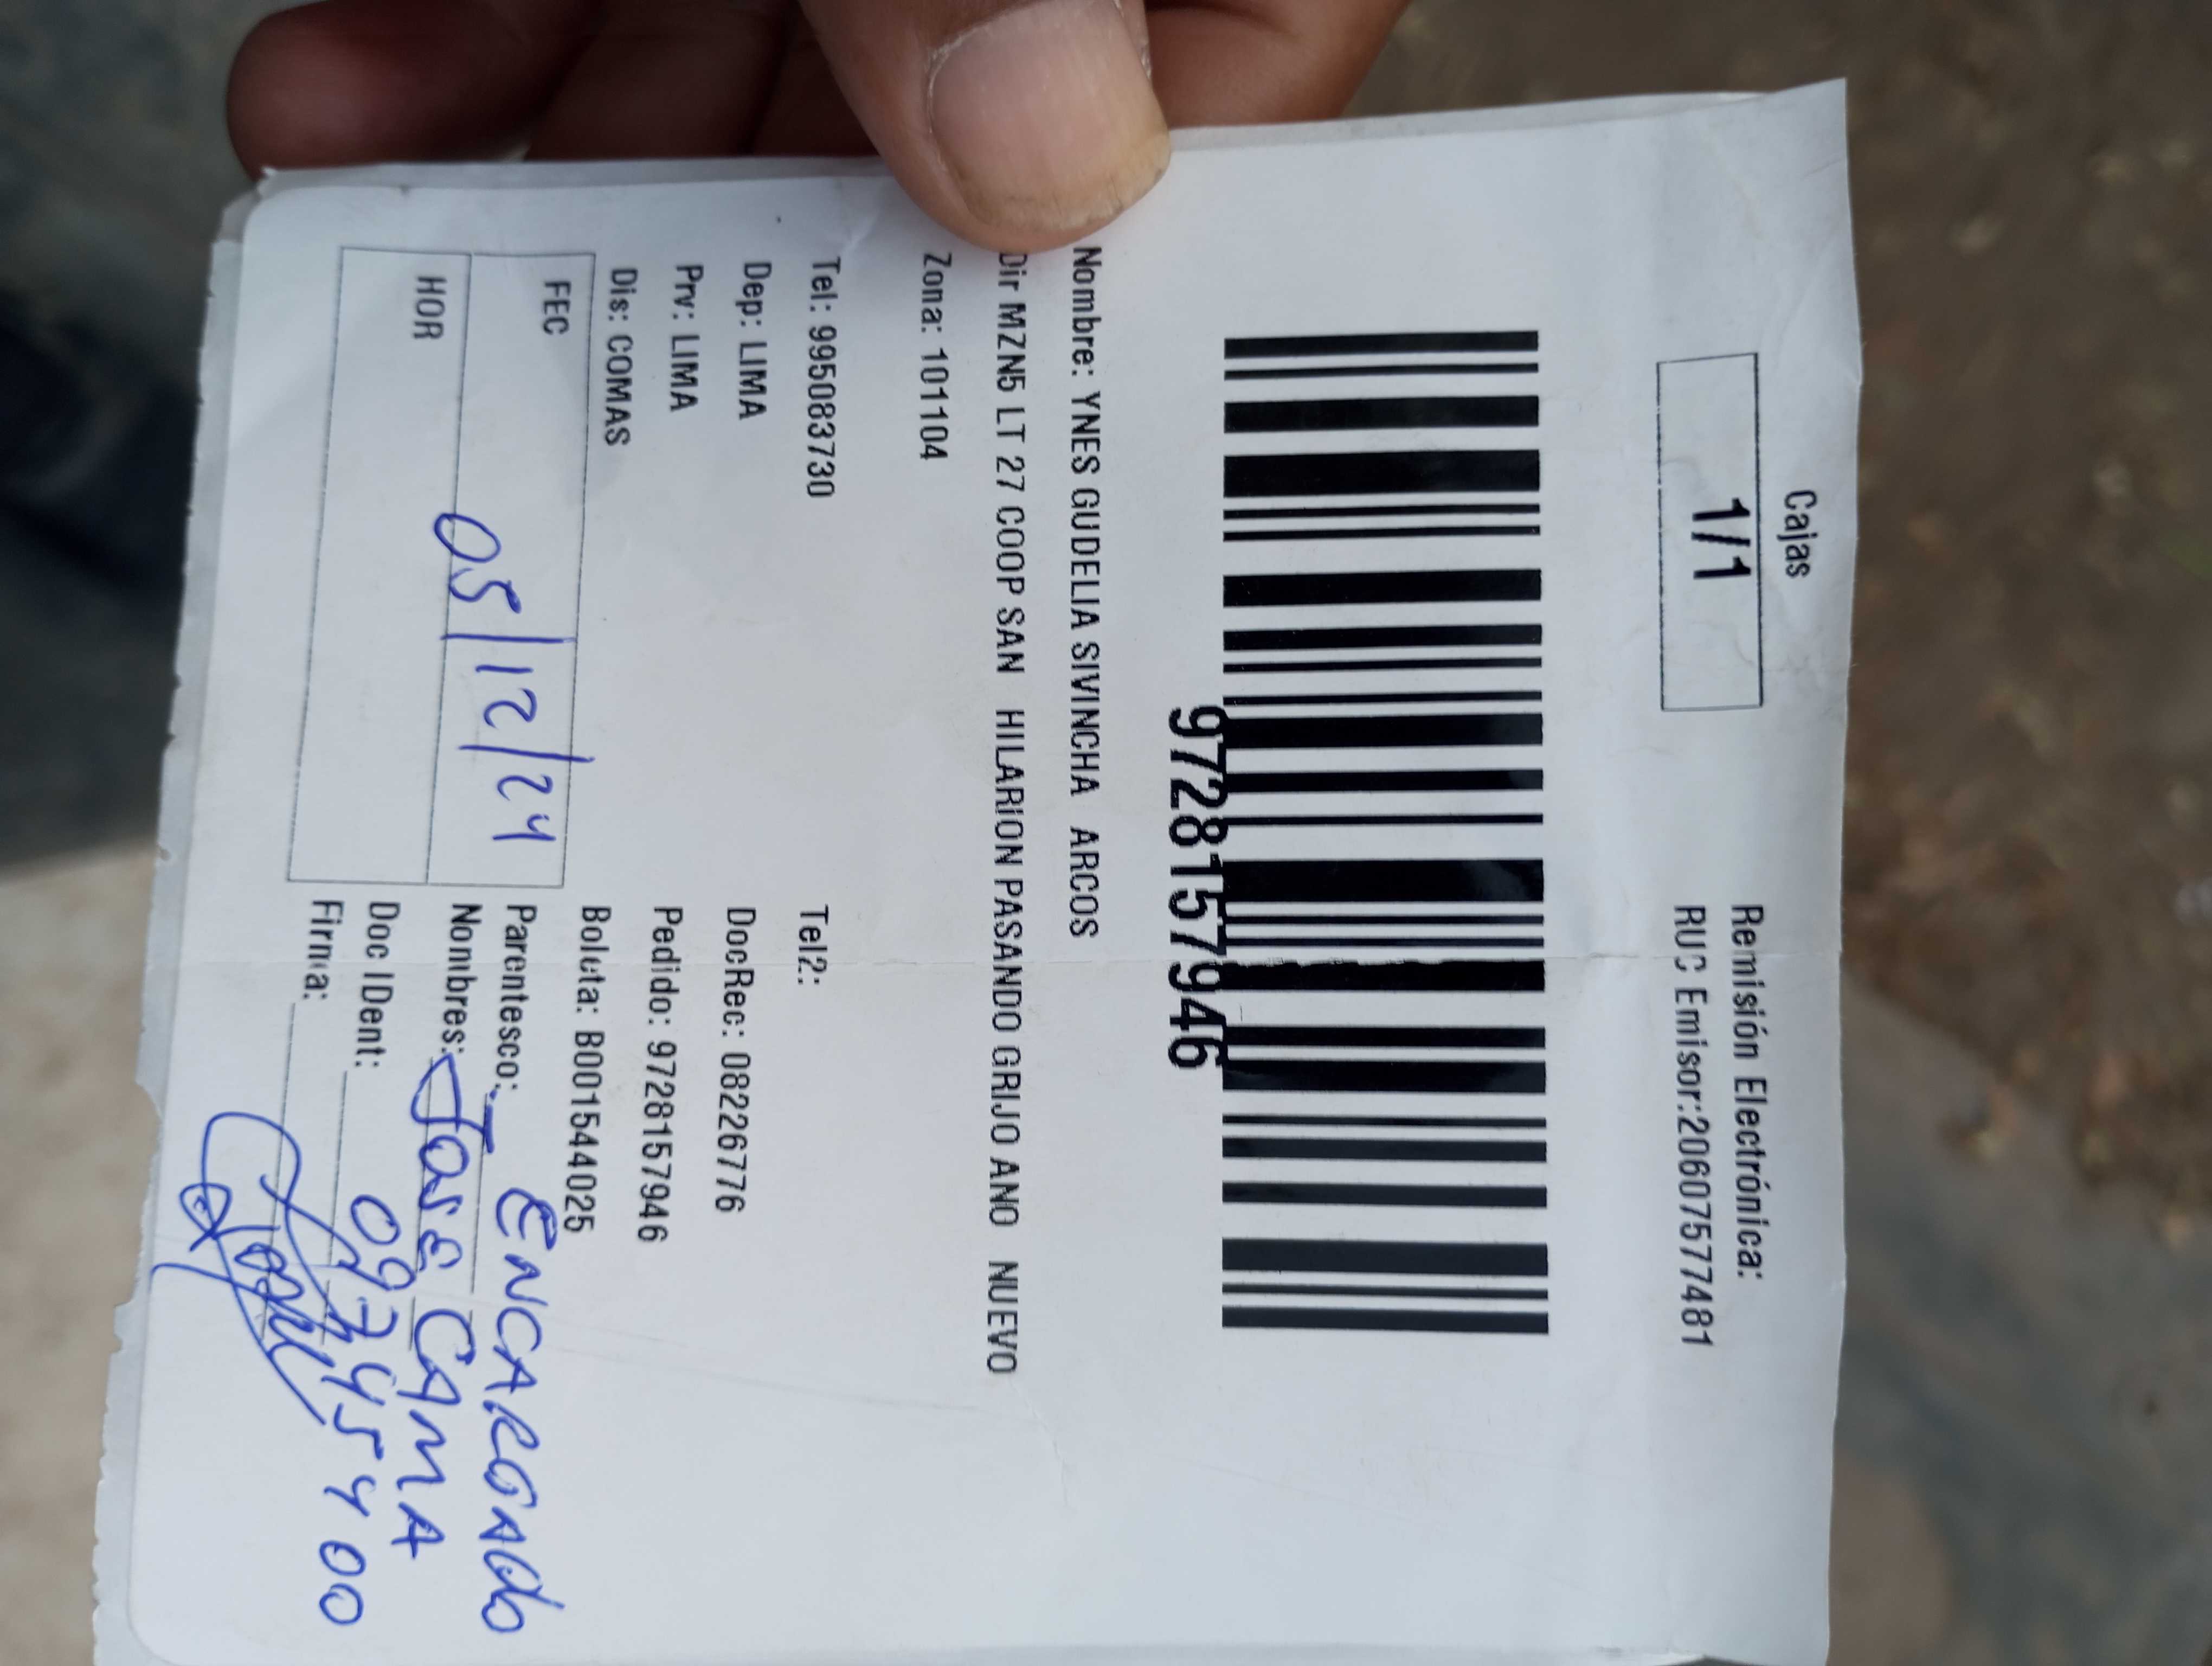 Cajas
1/1
Remisión Electrónica:
RUC Emisor:20607577481
9728157946
Nombre: YNES GUDELIA SIVINCHA ARCOS
Dir MZN5 LT 27 COOP SAN HILARION PASANDO GRIJO ANO NUEVO
Zona: 101104
Tel: 995083730 Tel2:
Dep: LIMA DocRec: 08226776
Prv: LIMA Pedido: 9728157946
Dis: COMAS Boleta: B001544025
FEC 05/12/24
HOR
Parentesco: ENCARGADO
Nombres: JOSE CAMA
Doc IDent: 09745400
Firma: